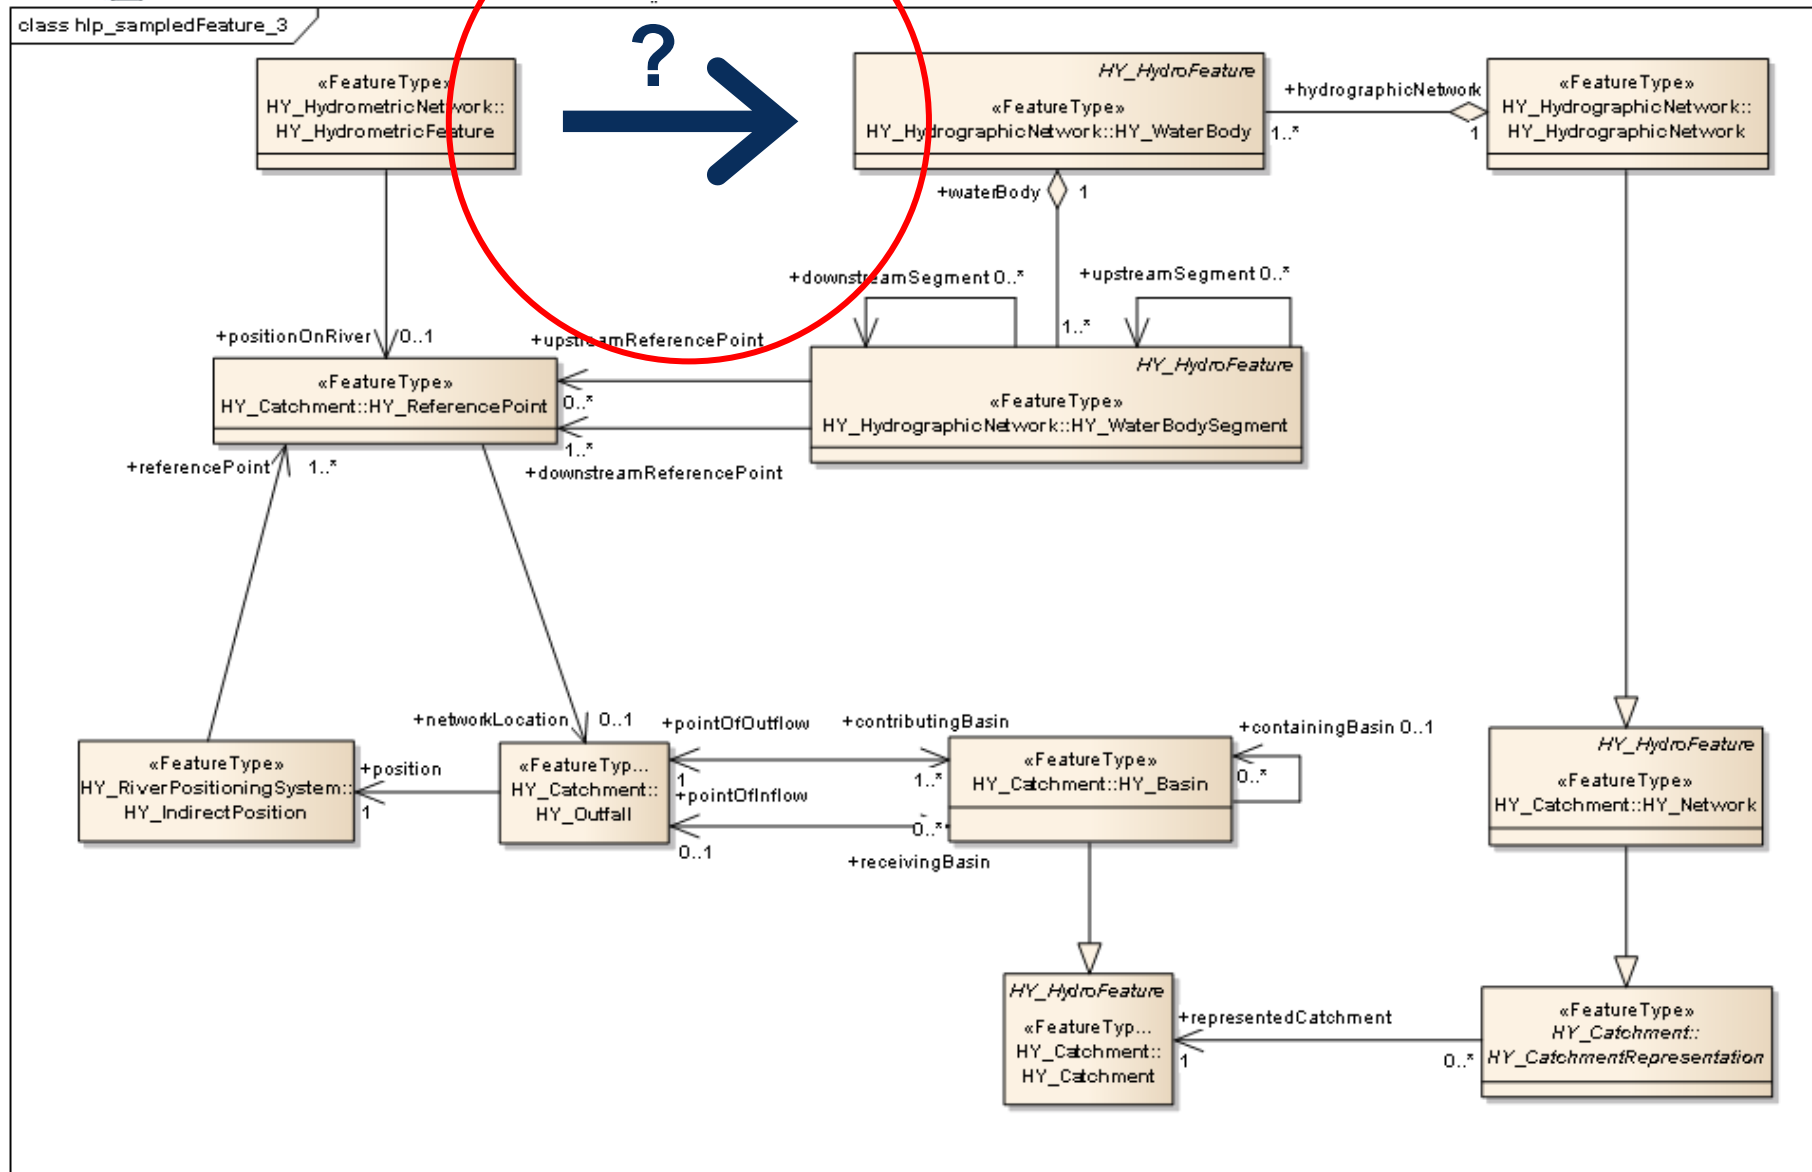 class hlp_sampledFeature_3
?
«FeatureType»
HY_HydrometricNetwork::
HY_HydrometricFeature
HY_HydroFeature
«FeatureType»
HY_HydrographicNetwork::HY_WaterBody
+hydrographicNetwork
1..*
1
«FeatureType»
HY_HydrographicNetwork::
HY_HydrographicNetwork
+waterBody
1
+downstreamSegment 0..*
+upstreamSegment 0..*
1..*
+positionOnRiver
0..1
+upstreamReferencePoint
0..*
1..*
+downstreamReferencePoint
«FeatureType»
HY_Catchment::HY_ReferencePoint
HY_HydroFeature
«FeatureType»
HY_HydrographicNetwork::HY_WaterBodySegment
+referencePoint
1..*
+networkLocation
0..1
+pointOfOutflow
+contributingBasin
1
1..*
+containingBasin 0..1
0..*
«FeatureType»
HY_RiverPositioningSystem::
HY_IndirectPosition
+position
1
«FeatureTyp...
HY_Catchment::
HY_Outfall
+pointOfInflow
0..1
0..*
+receivingBasin
«FeatureType»
HY_Catchment::HY_Basin
HY_HydroFeature
«FeatureType»
HY_Catchment::HY_Network
HY_HydroFeature
«FeatureTyp...
HY_Catchment::
HY_Catchment
+representedCatchment
1
0..*
«FeatureType»
HY_Catchment::
HY_CatchmentRepresentation